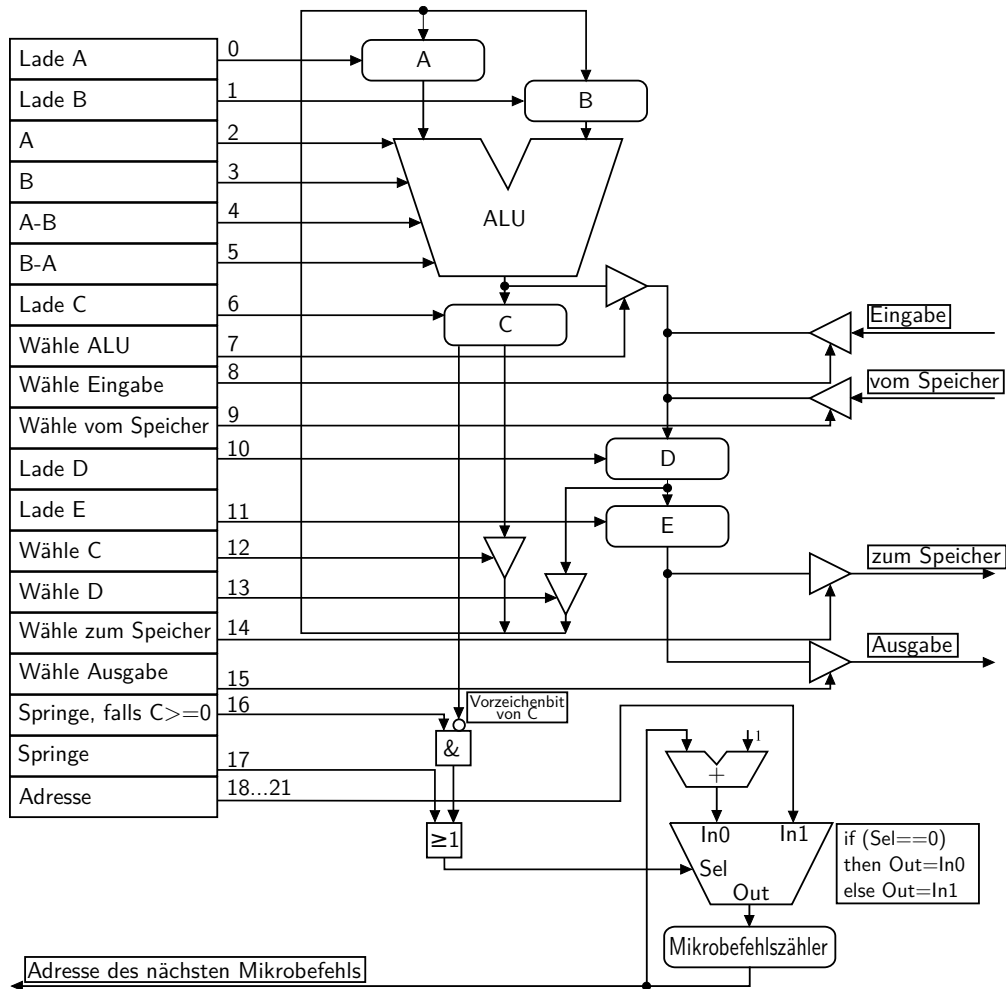 Lade A
0
Lade B
1
A
2
B
3
A-B
4
B-A
5
Lade C
6
Wähle ALU
7
Wähle Eingabe
8
Wähle vom Speicher
9
Lade D
10
Lade E
11
Wähle C
12
Wähle D
13
Wähle zum Speicher
14
Wähle Ausgabe
15
Springe, falls C>=0
16
Springe
17
Adresse
18...21
A
B
ALU
C
D
E
Eingabe
vom Speicher
zum Speicher
Ausgabe
Vorzeichenbit
von C
&
≥1
1
+
In0 In1
Sel
Out
if (Sel==0)
then Out=In0
else Out=In1
Mikrobefehlszähler
Adresse des nächsten Mikrobefehls